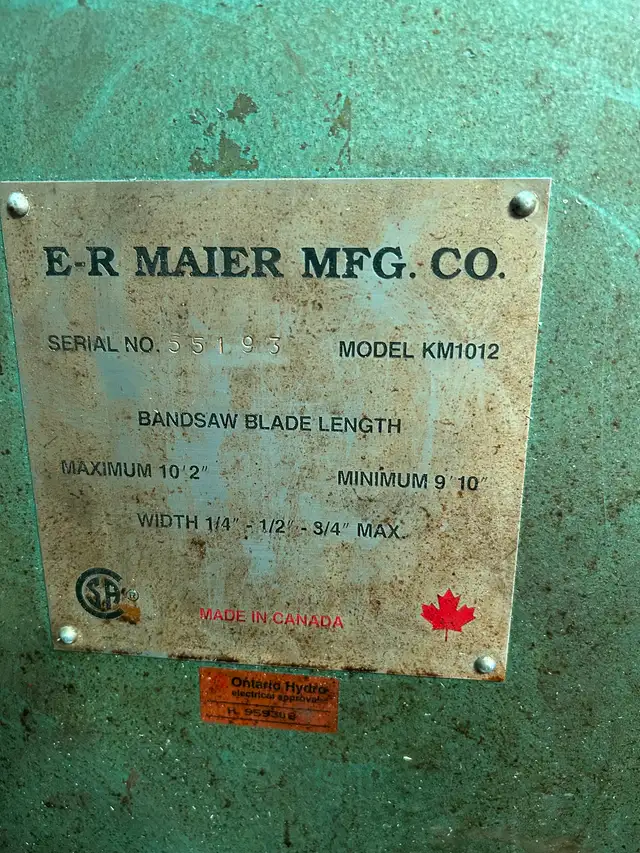 E-R MAIER MFG. CO.
SERIAL NO. 55193 MODEL KM1012
BANDSAW BLADE LENGTH
MAXIMUM 10'2" MINIMUM 9'10"
WIDTH 1/4" - 1/2" - 3/4" MAX.
CSA ®
MADE IN CANADA
Ontario Hydro
electrical approval